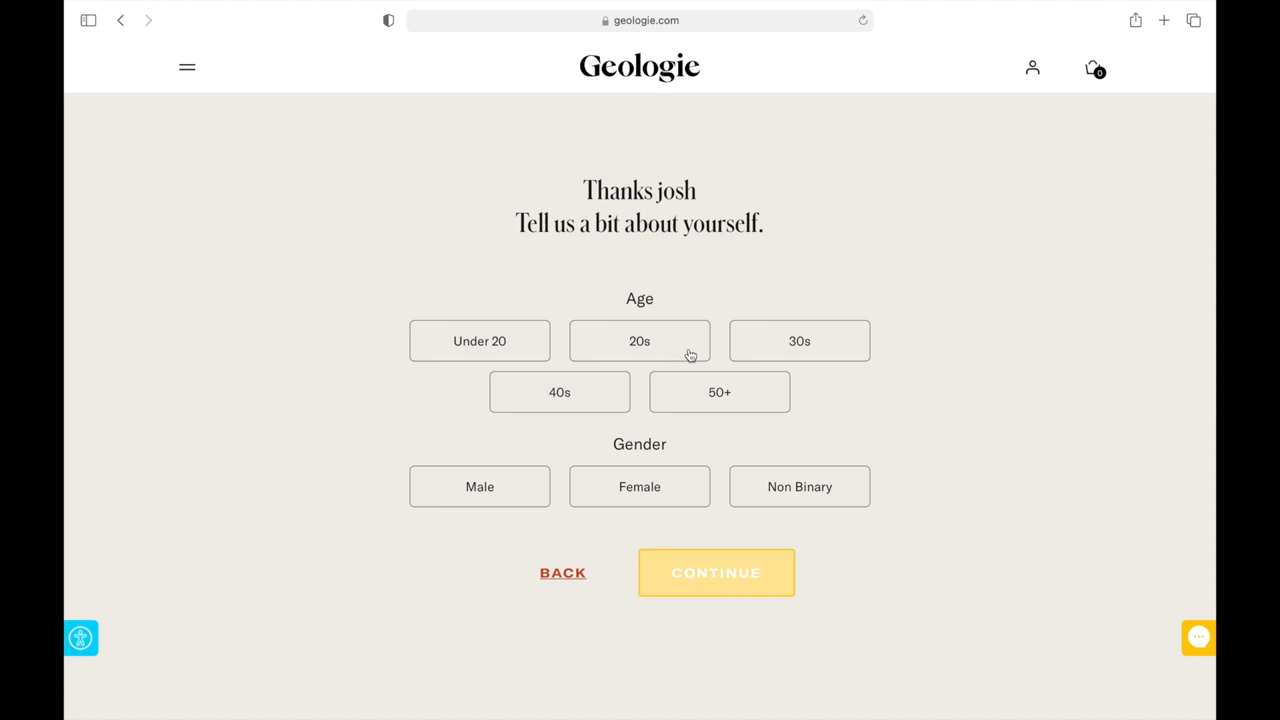 geologie.com
Geologie
0
Thanks josh
Tell us a bit about yourself.
Age
Under 20
20s
30s
40s
50+
Gender
Male
Female
Non Binary
BACK
CONTINUE